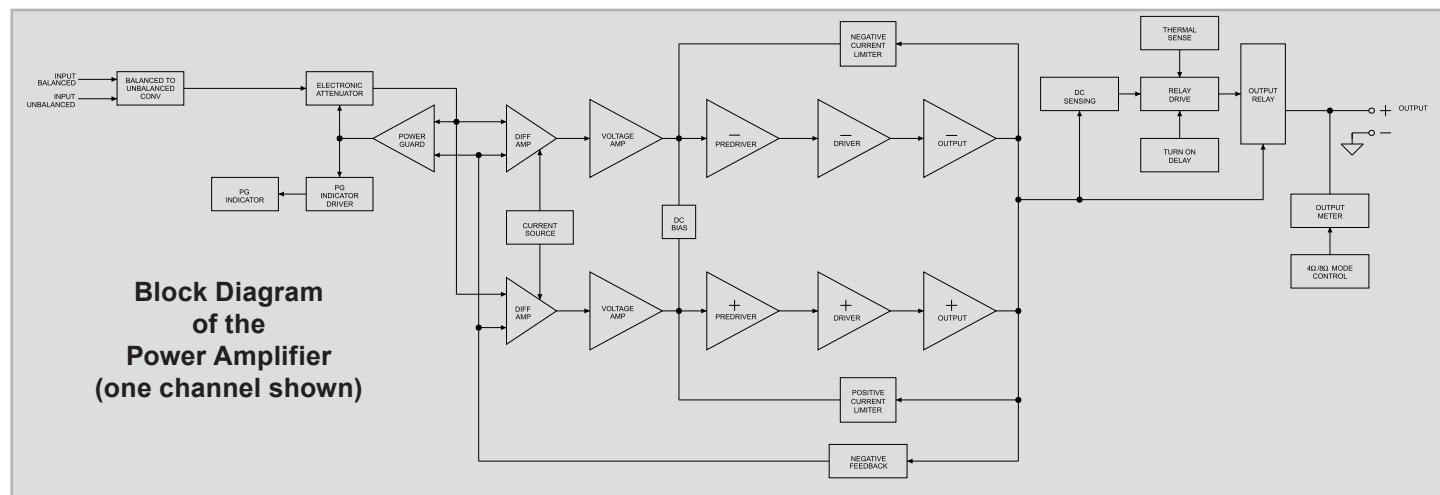 INPUT
BALANCED
INPUT
UNBALANCED
BALANCED TO
UNBALANCED
CONV
ELECTRONIC
ATTENUATOR
POWER
GUARD
PG
INDICATOR
PG
INDICATOR
DRIVER
DIFF
AMP
VOLTAGE
AMP
NEGATIVE
CURRENT
LIMITER
−
PREDRIVER
−
DRIVER
−
OUTPUT
CURRENT
SOURCE
DC
BIAS
DIFF
AMP
VOLTAGE
AMP
+
PREDRIVER
+
DRIVER
+
OUTPUT
POSITIVE
CURRENT
LIMITER
NEGATIVE
FEEDBACK
THERMAL
SENSE
DC
SENSING
RELAY
DRIVE
TURN ON
DELAY
OUTPUT
RELAY
+ OUTPUT
−
OUTPUT
METER
4Ω/8Ω MODE
CONTROL
Block Diagram
of the
Power Amplifier
(one channel shown)